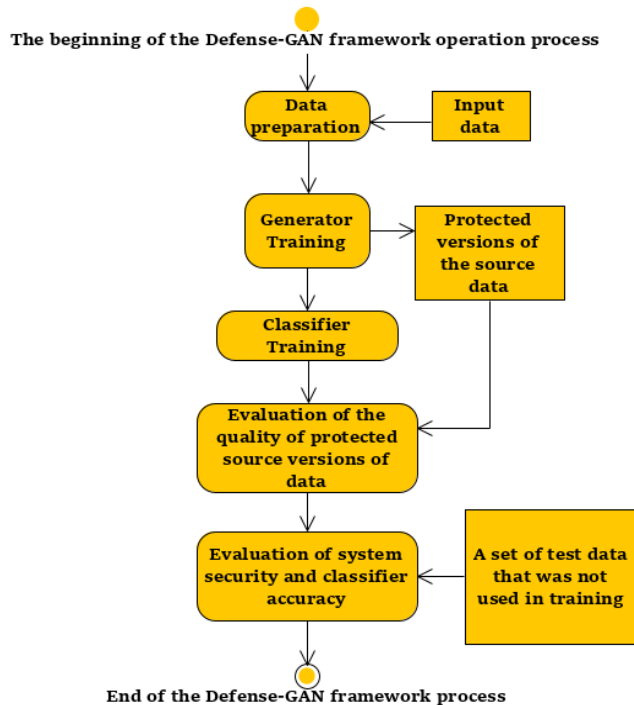 The beginning of the Defense-GAN framework operation process
Data
preparation
Input
data
Generator
Training
Protected
versions of
the source
data
Classifier
Training
Evaluation of the
quality of protected
source versions of
data
Evaluation of system
security and classifier
accuracy
A set of test data
that was not
used in training
End of the Defense-GAN framework process